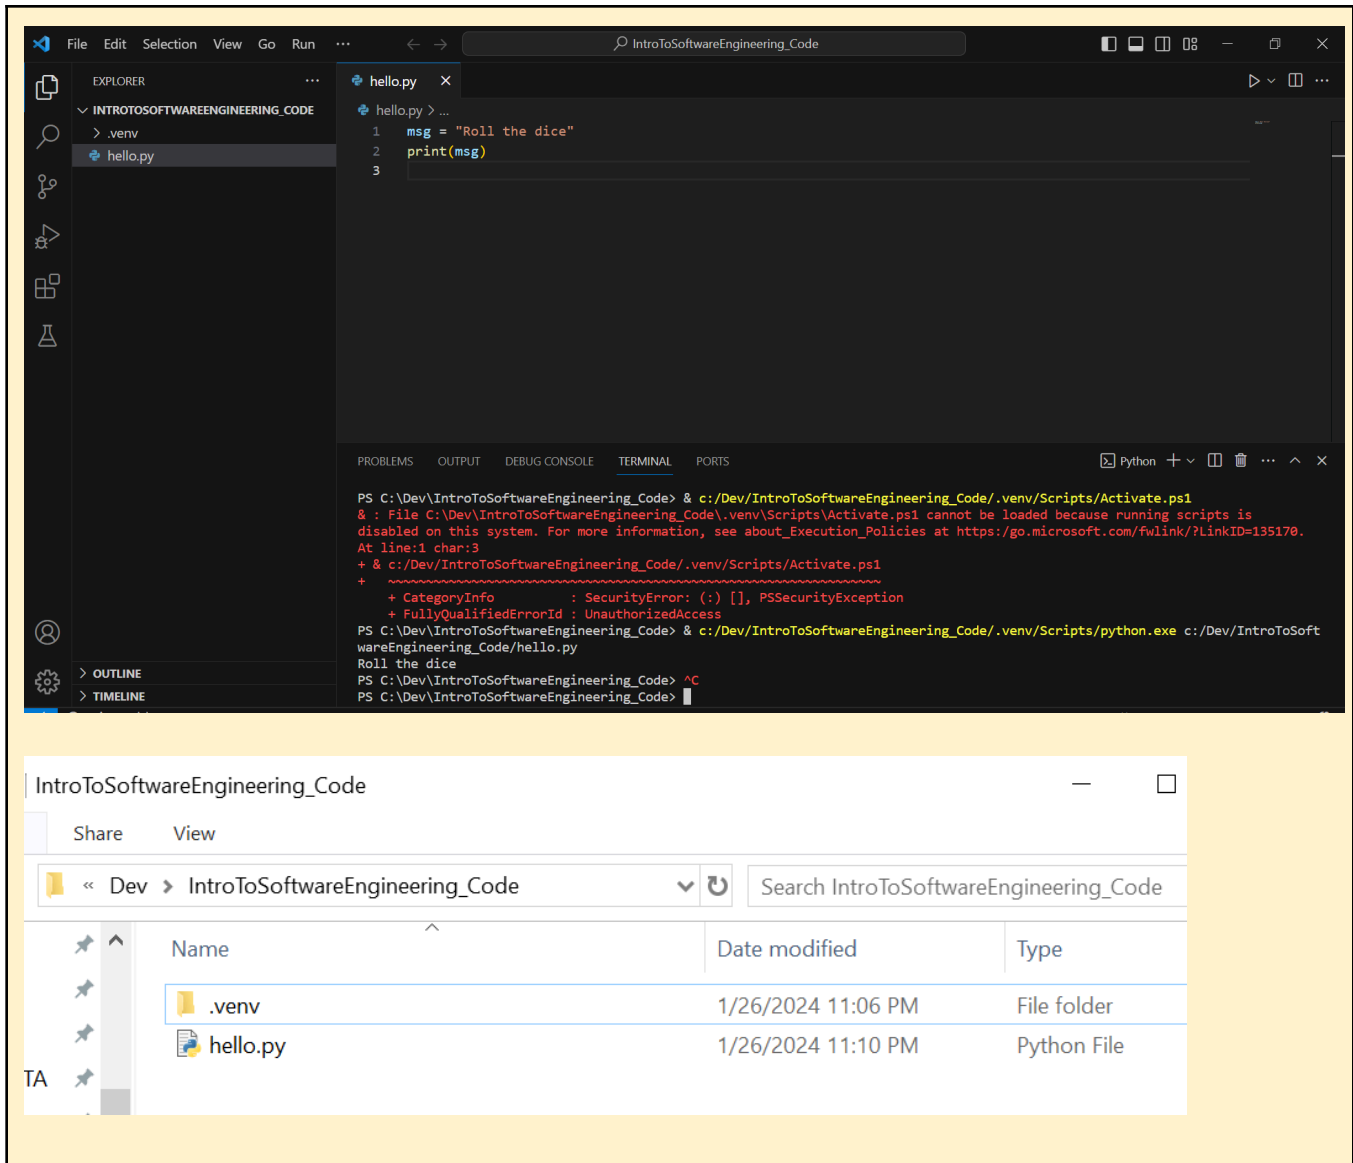 File Edit Selection View Go Run ··· IntroToSoftwareEngineering_Code
EXPLORER ···
INTROTOSOFTWAREENGINEERING_CODE
.venv
hello.py
OUTLINE
TIMELINE
hello.py
hello.py > ...
1 msg = "Roll the dice"
2 print(msg)
3
PROBLEMS OUTPUT DEBUG CONSOLE TERMINAL PORTS
Python
PS C:\Dev\IntroToSoftwareEngineering_Code> & c:/Dev/IntroToSoftwareEngineering_Code/.venv/Scripts/Activate.ps1
& : File C:\Dev\IntroToSoftwareEngineering_Code\.venv\Scripts\Activate.ps1 cannot be loaded because running scripts is
disabled on this system. For more information, see about_Execution_Policies at https:/go.microsoft.com/fwlink/?LinkID=135170.
At line:1 char:3
+ & c:/Dev/IntroToSoftwareEngineering_Code/.venv/Scripts/Activate.ps1
+ ~~~~~~~~~~~~~~~~~~~~~~~~~~~~~~~~~~~~~~~~~~~~~~~~~~~~~~~~~~~~~~~~~
+ CategoryInfo : SecurityError: (:) [], PSSecurityException
+ FullyQualifiedErrorId : UnauthorizedAccess
PS C:\Dev\IntroToSoftwareEngineering_Code> & c:/Dev/IntroToSoftwareEngineering_Code/.venv/Scripts/python.exe c:/Dev/IntroToSoft
wareEngineering_Code/hello.py
Roll the dice
PS C:\Dev\IntroToSoftwareEngineering_Code> ^C
PS C:\Dev\IntroToSoftwareEngineering_Code>
IntroToSoftwareEngineering_Code
Share View
« Dev > IntroToSoftwareEngineering_Code Search IntroToSoftwareEngineering_Code
Name Date modified Type
.venv 1/26/2024 11:06 PM File folder
hello.py 1/26/2024 11:10 PM Python File
TA